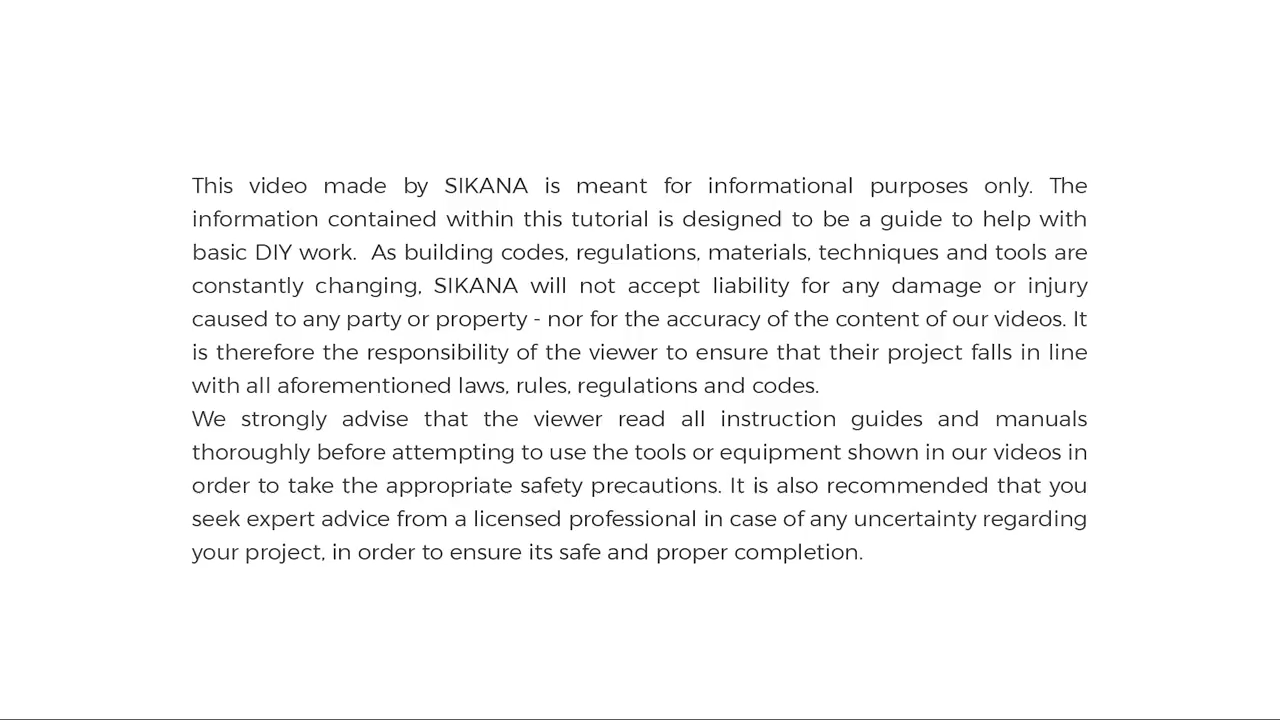 This video made by SIKANA is meant for informational purposes only. The
information contained within this tutorial is designed to be a guide to help with
basic DIY work.  As building codes, regulations, materials, techniques and tools are
constantly changing, SIKANA will not accept liability for any damage or injury
caused to any party or property - nor for the accuracy of the content of our videos. It
is therefore the responsibility of the viewer to ensure that their project falls in line
with all aforementioned laws, rules, regulations and codes.
We strongly advise that the viewer read all instruction guides and manuals
thoroughly before attempting to use the tools or equipment shown in our videos in
order to take the appropriate safety precautions. It is also recommended that you
seek expert advice from a licensed professional in case of any uncertainty regarding
your project, in order to ensure its safe and proper completion.